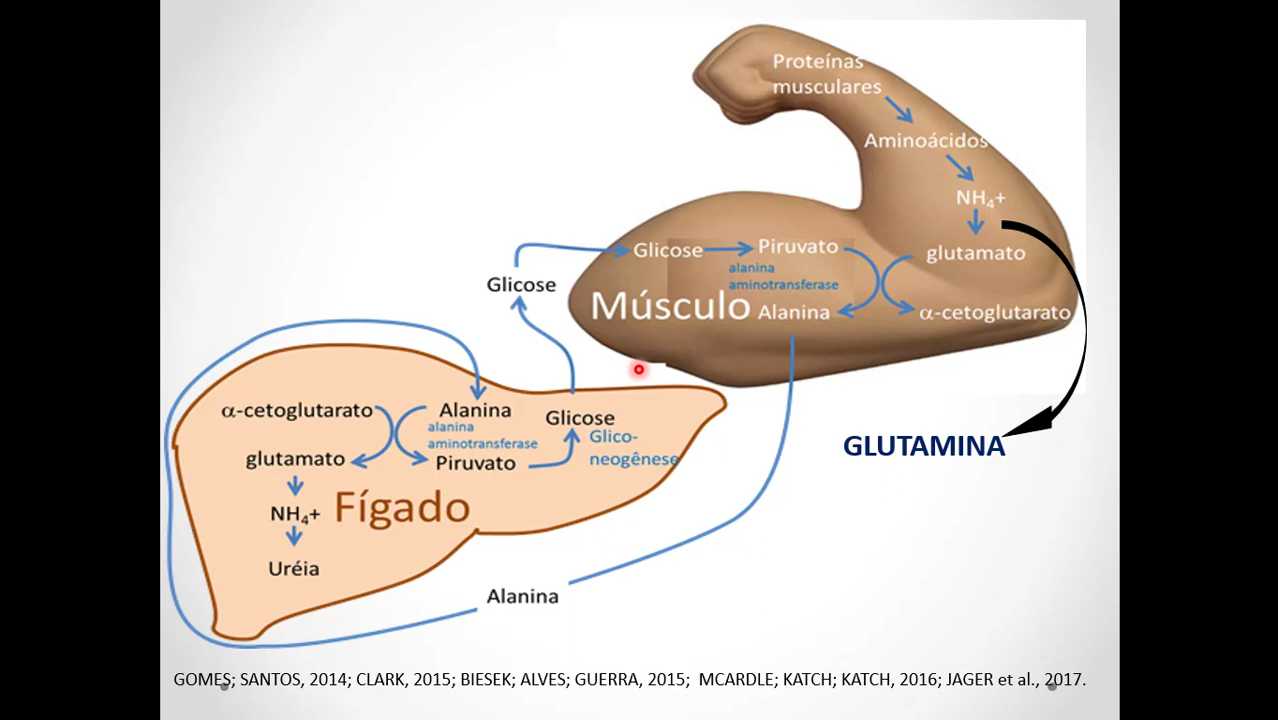 Proteínas
musculares
Aminoácidos
NH₄+
glutamato
α-cetoglutarato
Glicose
Piruvato
alanina
aminotransferase
Músculo
Alanina
Glicose
GLUTAMINA
α-cetoglutarato
Alanina
Glicose
alanina
aminotransferase
Glico-
neogênese
glutamato
Piruvato
NH₄+
Fígado
Uréia
Alanina
GOMES; SANTOS, 2014; CLARK, 2015; BIESEK; ALVES; GUERRA, 2015; MCARDLE; KATCH; KATCH, 2016; JAGER et al., 2017.